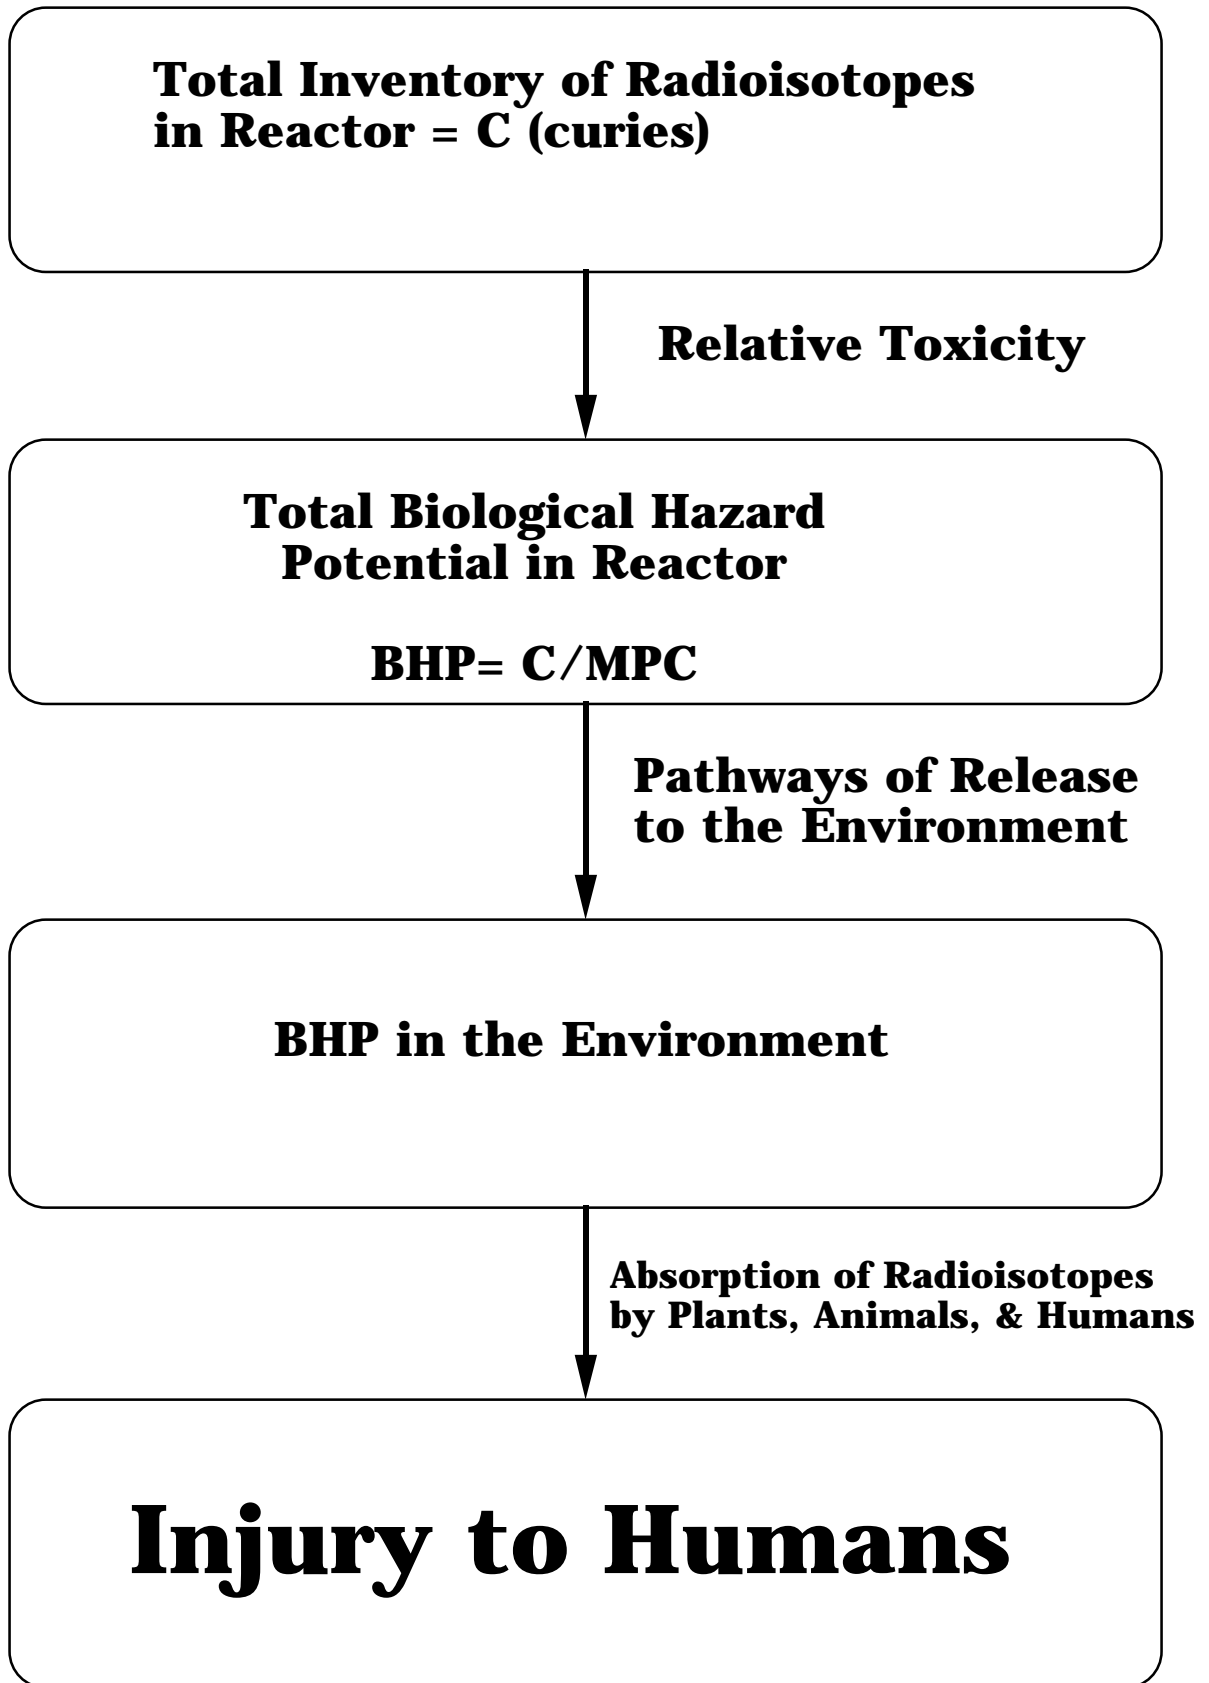 Total Inventory of Radioisotopes
in Reactor = C (curies)
Relative Toxicity
Total Biological Hazard
Potential in Reactor
BHP= C/MPC
Pathways of Release
to the Environment
BHP in the Environment
Absorption of Radioisotopes
by Plants, Animals, & Humans
Injury to Humans